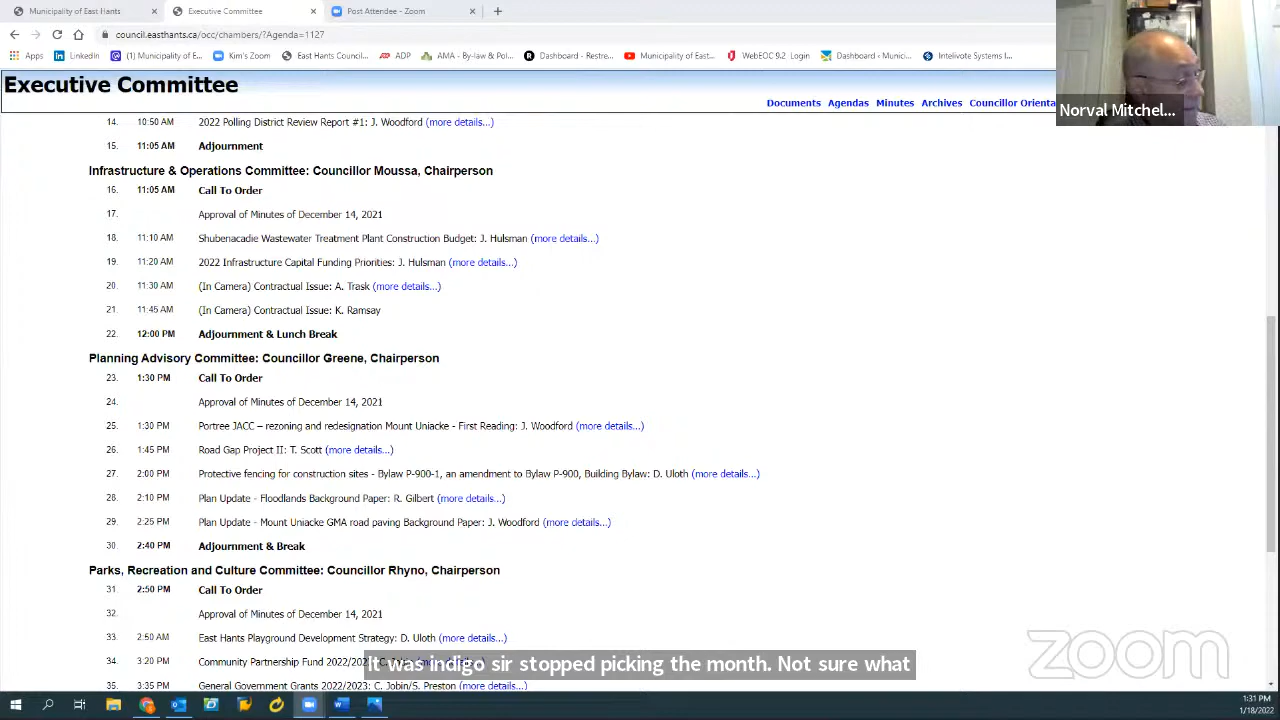 Municipality of East Hants
Executive Committee
Post Attendee - Zoom
council.easthants.ca/occ/chambers/?Agenda=1127
Apps LinkedIn (1) Municipality of E... Kim's Zoom East Hants Council... ADP AMA - By-law & Pol... Dashboard - Restre... Municipality of East... WebEOC 9.2 Login Dashboard ‹ Munici... Intelivote Systems I...
Executive Committee
Documents Agendas Minutes Archives Councillor Orienta
Norval Mitchel...
14. 10:50 AM 2022 Polling District Review Report #1: J. Woodford (more details...)
15. 11:05 AM Adjournment
Infrastructure & Operations Committee: Councillor Moussa, Chairperson
16. 11:05 AM Call To Order
17. Approval of Minutes of December 14, 2021
18. 11:10 AM Shubenacadie Wastewater Treatment Plant Construction Budget: J. Hulsman (more details...)
19. 11:20 AM 2022 Infrastructure Capital Funding Priorities: J. Hulsman (more details...)
20. 11:30 AM (In Camera) Contractual Issue: A. Trask (more details...)
21. 11:45 AM (In Camera) Contractual Issue: K. Ramsay
22. 12:00 PM Adjournment & Lunch Break
Planning Advisory Committee: Councillor Greene, Chairperson
23. 1:30 PM Call To Order
24. Approval of Minutes of December 14, 2021
25. 1:30 PM Portree JACC – rezoning and redesignation Mount Uniacke - First Reading: J. Woodford (more details...)
26. 1:45 PM Road Gap Project II: T. Scott (more details...)
27. 2:00 PM Protective fencing for construction sites - Bylaw P-900-1, an amendment to Bylaw P-900, Building Bylaw: D. Uloth (more details...)
28. 2:10 PM Plan Update - Floodlands Background Paper: R. Gilbert (more details...)
29. 2:25 PM Plan Update - Mount Uniacke GMA road paving Background Paper: J. Woodford (more details...)
30. 2:40 PM Adjournment & Break
Parks, Recreation and Culture Committee: Councillor Rhyno, Chairperson
31. 2:50 PM Call To Order
32. Approval of Minutes of December 14, 2021
33. 2:50 AM East Hants Playground Development Strategy: D. Uloth (more details...)
34. 3:20 PM Community Partnership Fund 2022/2023:
It was indigo sir stopped picking the month. Not sure what
35. 3:35 PM General Government Grants 2022/2023: C. Jobin/S. Preston (more details...)
zoom
1:31 PM
1/18/2022